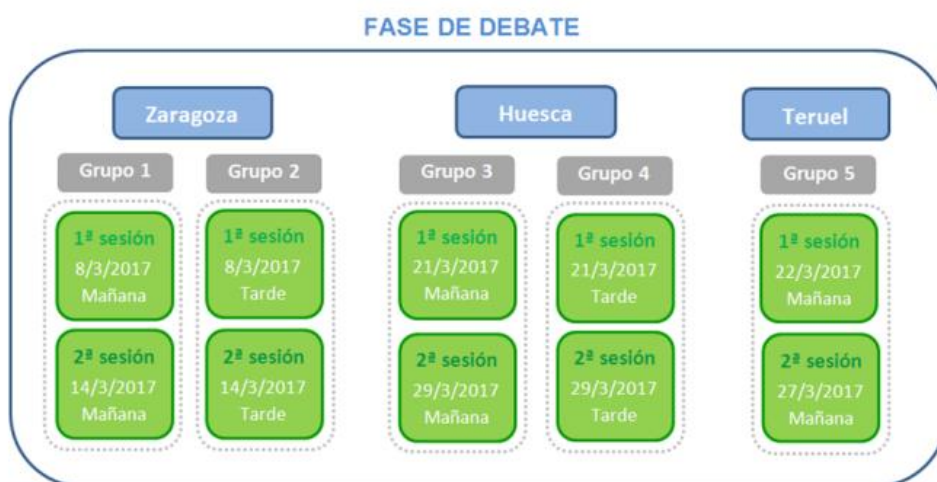 FASE DE DEBATE
Zaragoza
Grupo 1
1ª sesión
8/3/2017
Mañana
2ª sesión
14/3/2017
Mañana
Grupo 2
1ª sesión
8/3/2017
Tarde
2ª sesión
14/3/2017
Tarde
Huesca
Grupo 3
1ª sesión
21/3/2017
Mañana
2ª sesión
29/3/2017
Mañana
Grupo 4
1ª sesión
21/3/2017
Tarde
2ª sesión
29/3/2017
Tarde
Teruel
Grupo 5
1ª sesión
22/3/2017
Mañana
2ª sesión
27/3/2017
Mañana